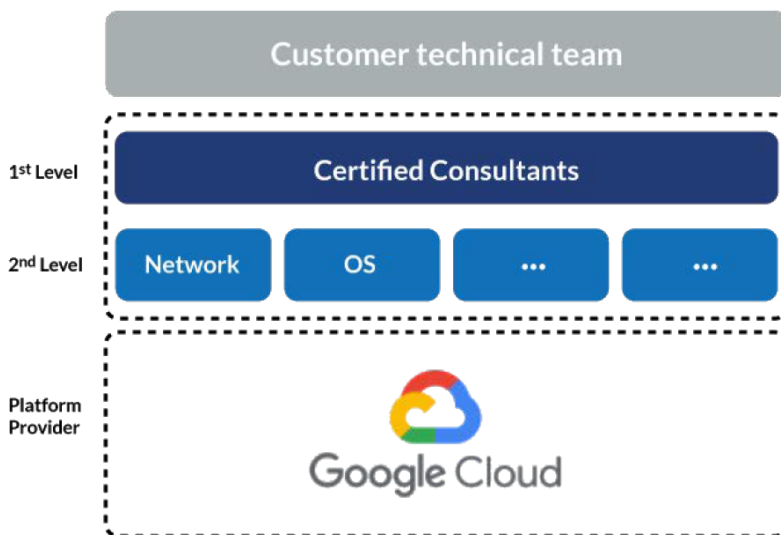 Customer technical team
1st Level
Certified Consultants
2nd Level
Network
OS
...
...
Platform
Provider
Google Cloud